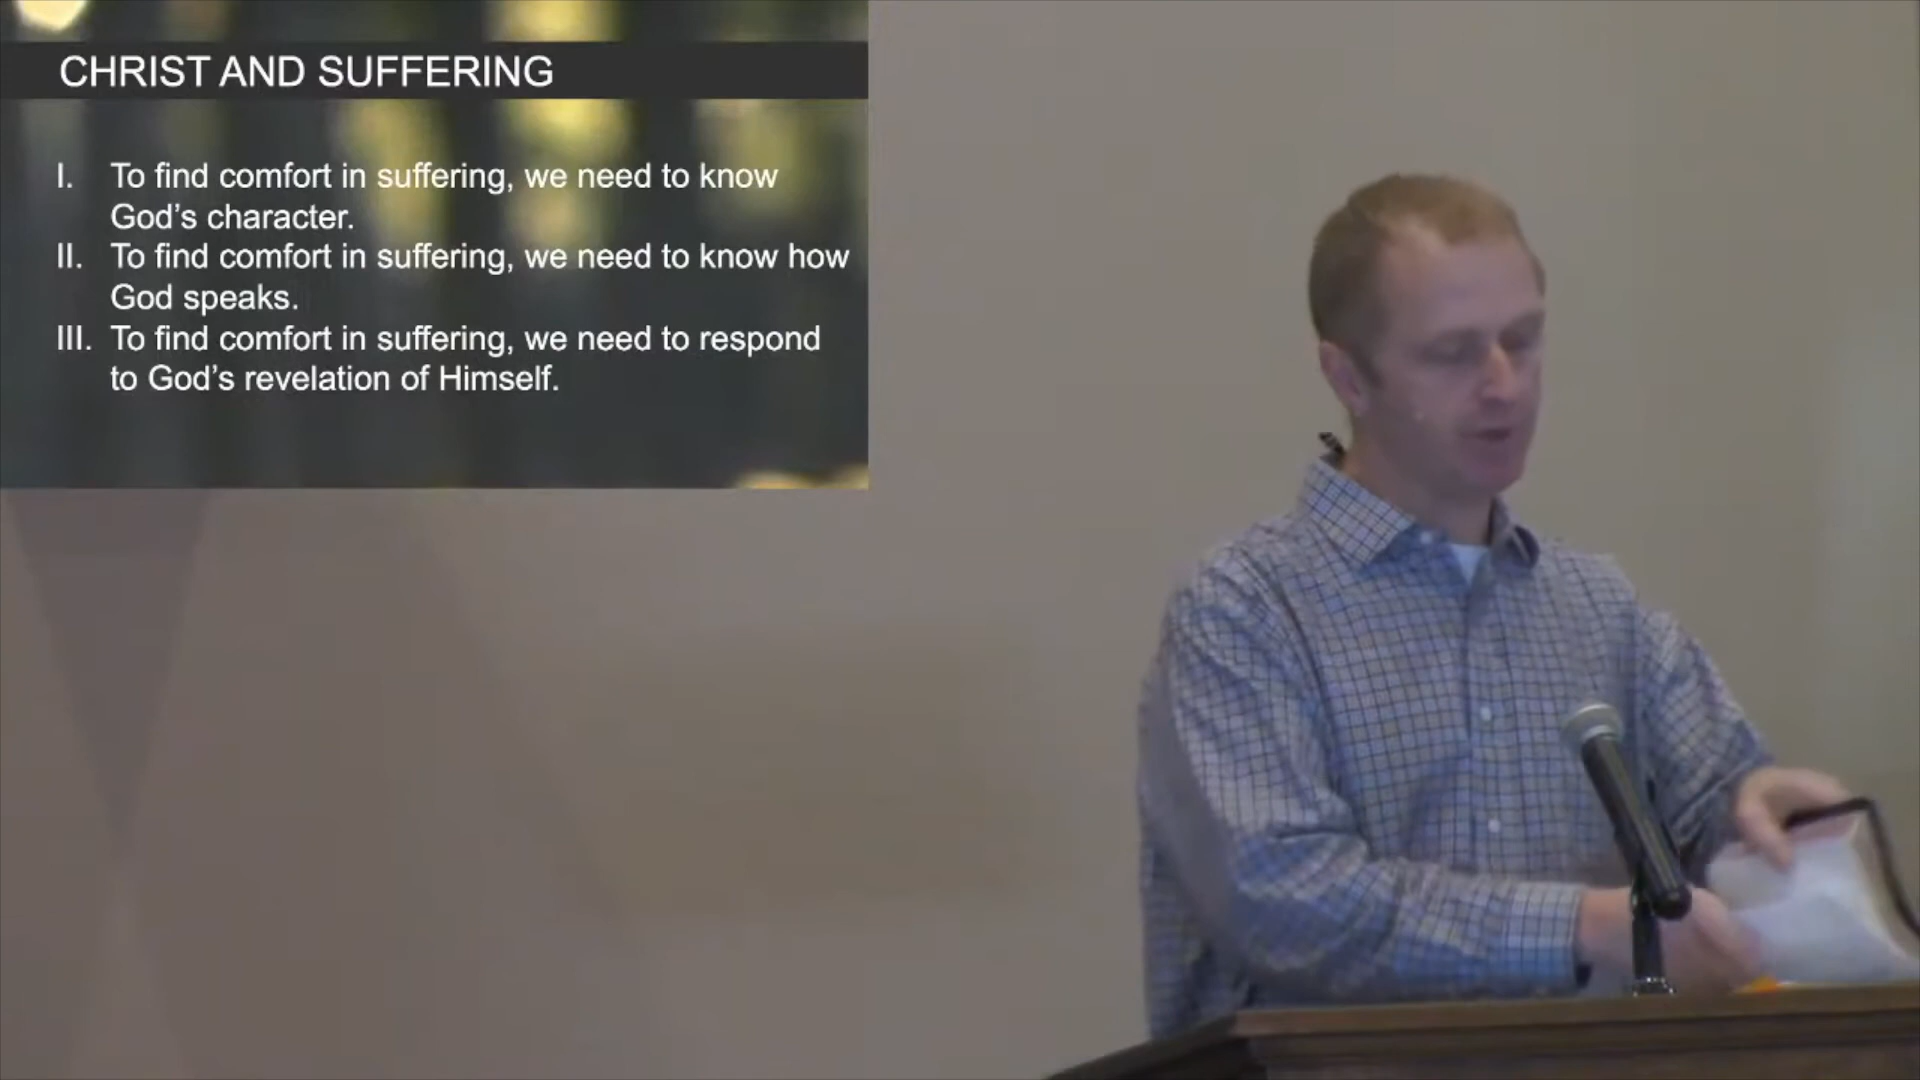 CHRIST AND SUFFERING
I. To find comfort in suffering, we need to know
God’s character.
II. To find comfort in suffering, we need to know how
God speaks.
III. To find comfort in suffering, we need to respond
to God’s revelation of Himself.